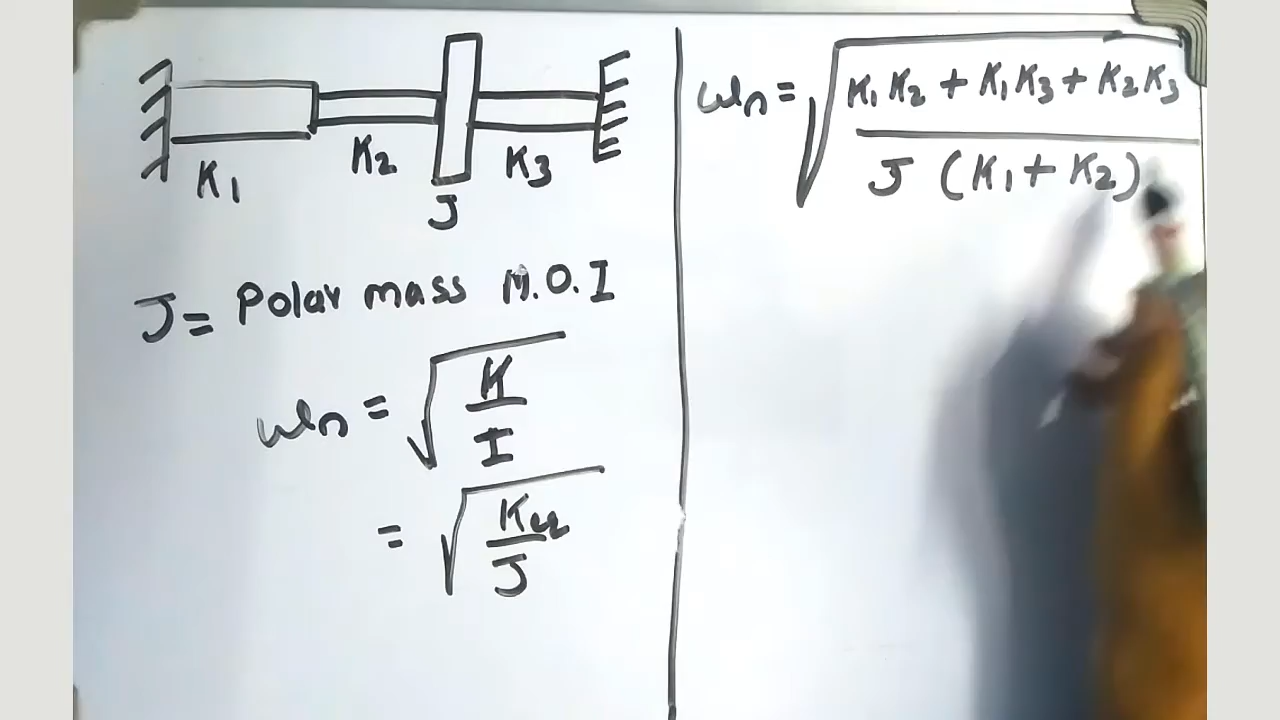 K1 K2 K3
J
J = Polar mass M.O.I
ωn = √(K/I)
= √(Keq/J)
ωn = √((K1K2 + K1K3 + K2K3)/(J (K1 + K2)))